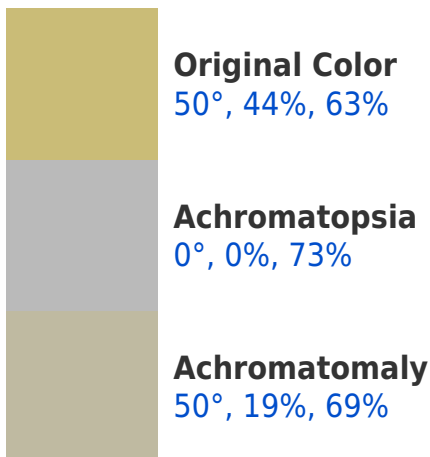 Original Color
50°, 44%, 63%
Achromatopsia
0°, 0%, 73%
Achromatomaly
50°, 19%, 69%